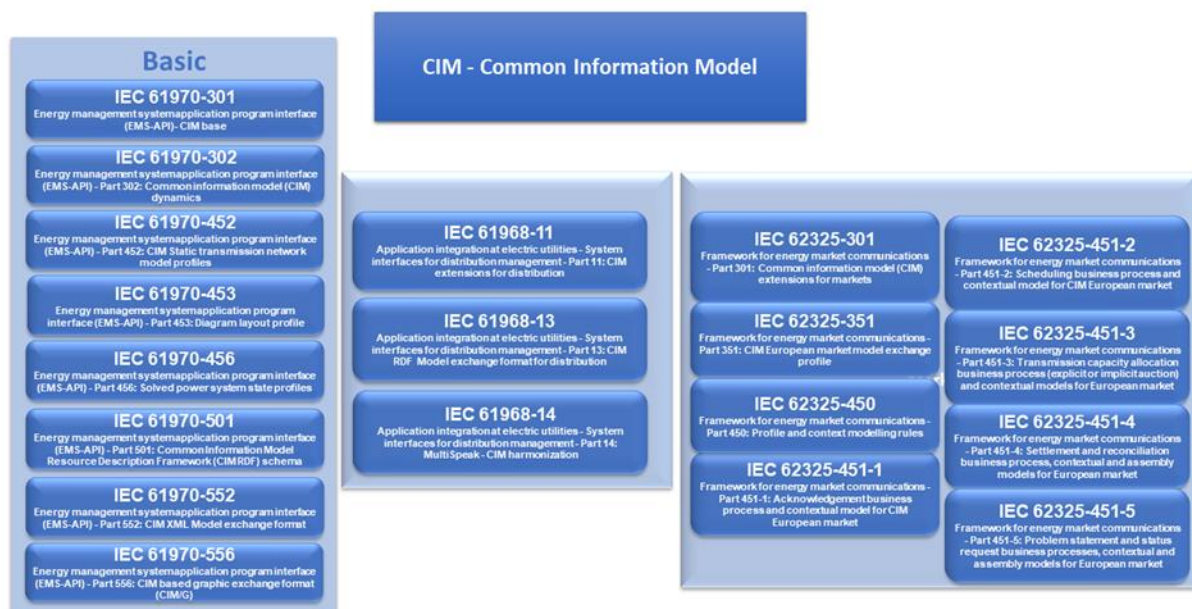 CIM - Common Information Model
Basic
IEC 61970-301
Energy management systemapplication program interface
(EMS-API)- CIM base
IEC 61970-302
Energy management systemapplication program interface
(EMS-API) - Part 302: Common information model (CIM)
dynamics
IEC 61970-452
Energy management systemapplication program interface
(EMS-API) - Part 452: CIM Static transmission network
model profiles
IEC 61970-453
Energy management systemapplication program
interface (EMS-API) - Part 453: Diagram layout profile
IEC 61970-456
Energy management systemapplication program interface
(EMS-API) - Part 456: Solved power system state profiles
IEC 61970-501
Energy management systemapplication program interface
(EMS-API) - Part 501: Common Information Model
Resource Description Framework (CIM RDF) schema
IEC 61970-552
Energy management systemapplication program interface
(EMS-API) - Part 552: CIM XML Model exchange format
IEC 61970-556
Energy management systemapplication program interface
(EMS-API) - Part 556: CIM based graphic exchange format
(CIM/G)
IEC 61968-11
Application integration at electric utilities - System
interfaces for distribution management - Part 11: CIM
extensions for distribution
IEC 61968-13
Application integration at electric utilities - System
interfaces for distribution management - Part 13: CIM
RDF Model exchange format for distribution
IEC 61968-14
Application integration at electric utilities - System
interfaces for distribution management - Part 14:
MultiSpeak - CIM harmonization
IEC 62325-301
Framework for energy market communications
- Part 301: Common information model (CIM)
extensions for markets
IEC 62325-351
Framework for energy market communications -
Part 351: CIM European market model exchange
profile
IEC 62325-450
Framework for energy market communications -
Part 450: Profile and context modelling rules
IEC 62325-451-1
Framework for energy market communications -
Part 451-1: Acknowledgement business
process and contextual model for CIM
European market
IEC 62325-451-2
Framework for energy market communications
- Part 451-2: Scheduling business process and
contextual model for CIM European market
IEC 62325-451-3
Framework for energy market communications -
Part 451-3: Transmission capacity allocation
business process (explicit or implicit auction)
and contextual models for European market
IEC 62325-451-4
Framework for energy market communications
- Part 451-4: Settlement and reconciliation
business process, contextual and assembly
models for European market
IEC 62325-451-5
Framework for energy market communications
- Part 451-5: Problem statement and status
request business processes, contextual and
assembly models for European market